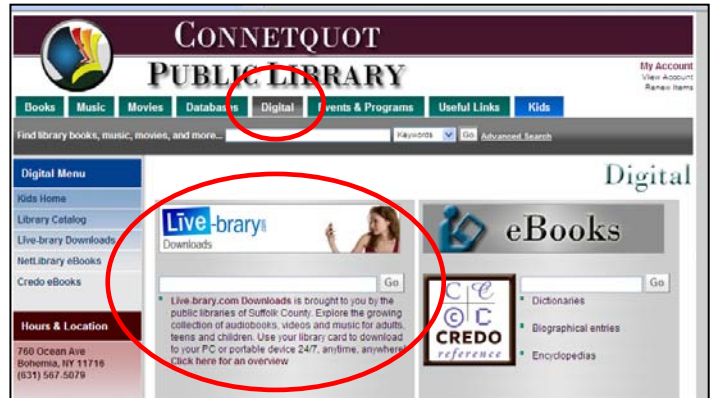 CONNETQUOT
PUBLIC LIBRARY
My Account
View Account
Renew Items
Books Music Movies Databases Digital Events & Programs Useful Links Kids
Find library books, music, movies, and more... Keywords Go Advanced Search
Digital Menu
Kids Home
Library Catalog
Live-brary Downloads
NetLibrary eBooks
Credo eBooks
Hours & Location
760 Ocean Ave
Bohemia, NY 11716
(631) 567.5079
Digital
Līve-brary
Downloads
Go
Live-brary.com Downloads is brought to you by the
public libraries of Suffolk County. Explore the growing
collection of audiobooks, videos and music for adults,
teens and children. Use your library card to download
to your PC or portable device 24/7, anytime, anywhere!
Click here for an overview
eBooks
Go
CREDO
reference
Dictionaries
Biographical entries
Encyclopedias